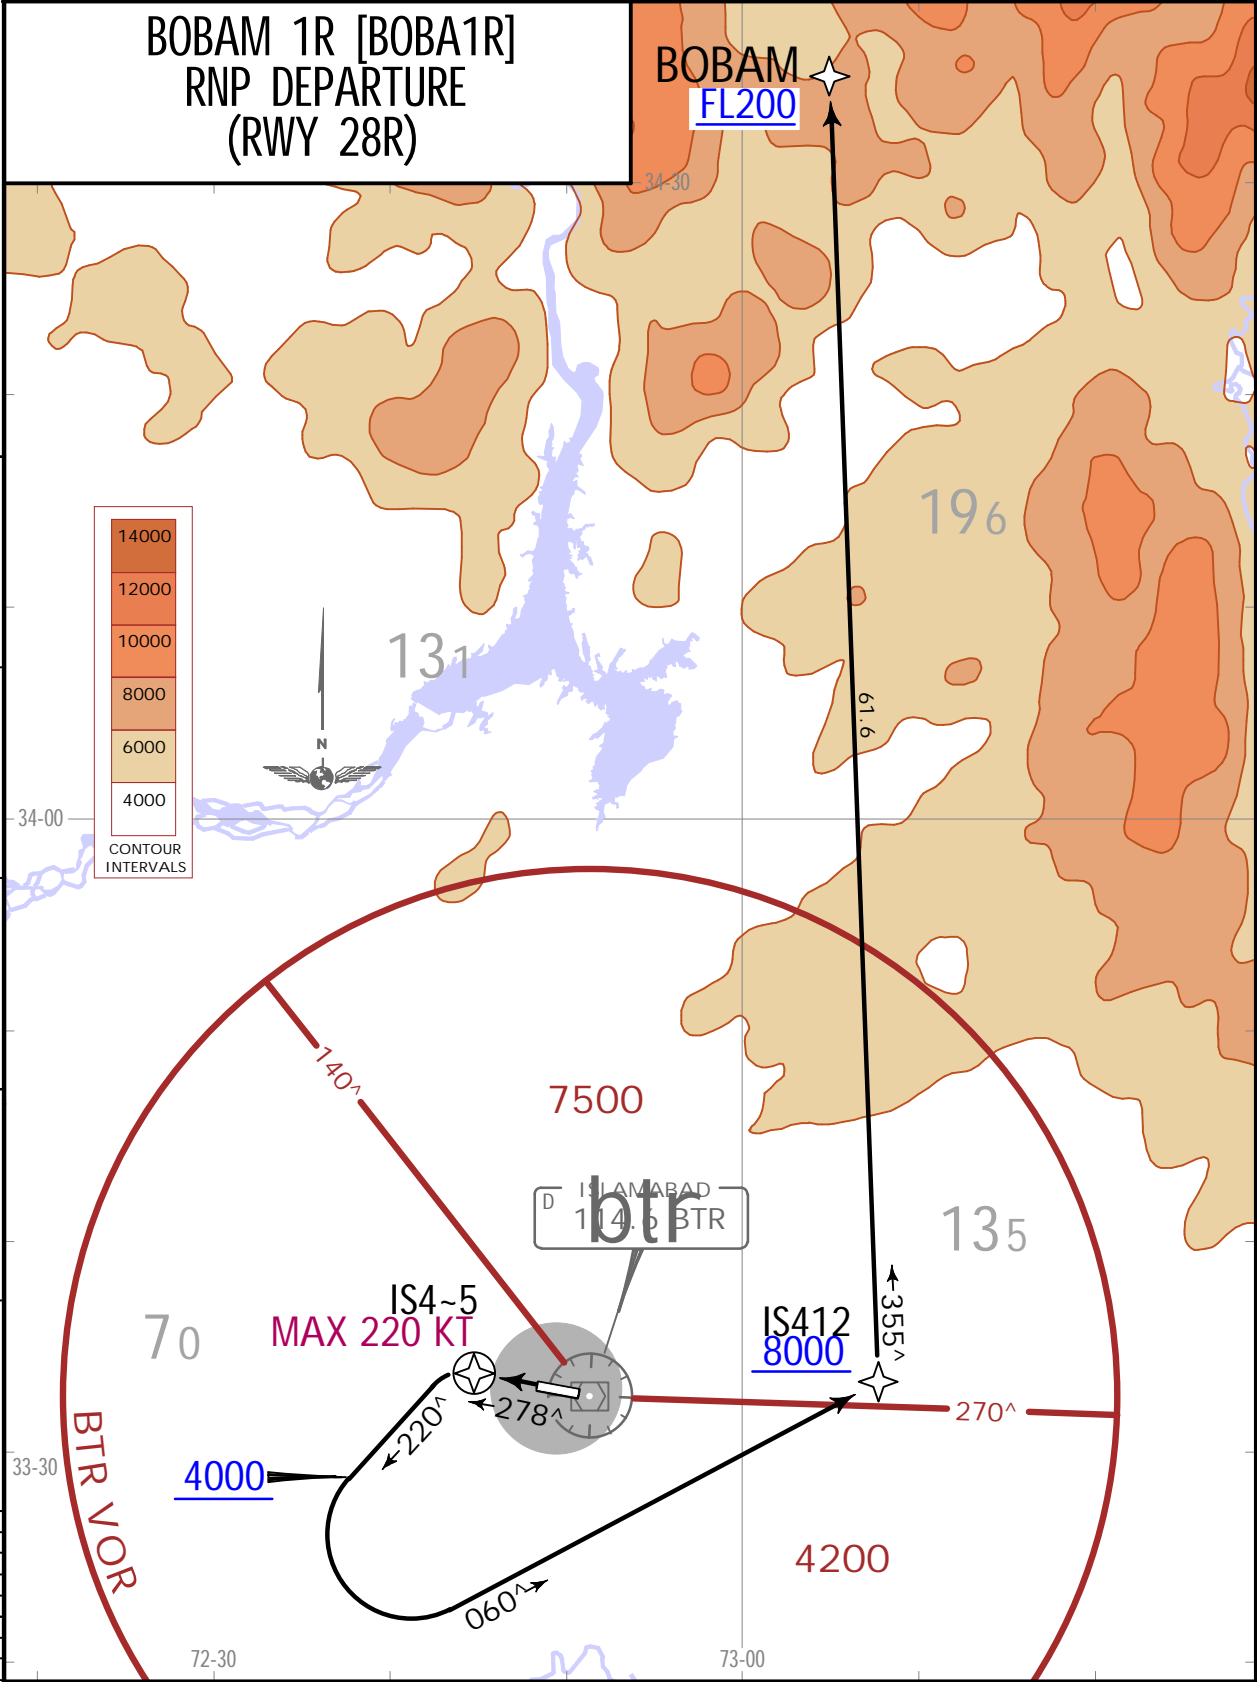 BOBAM 1R [BOBA1R]
RNP DEPARTURE
(RWY 28R)
BOBAM
FL200
34-30
196
14000
12000
10000
8000
6000
4000
CONTOUR
INTERVALS
131
N
61.6
34-00
140^
7500
ISLAMABAD
D
114.6 BTR
btr
135
IS4~5
MAX 220 KT
70
IS412
8000
355^
278^
270^
220^
BTR VOR
33-30
4000
4200
060^
72-30
73-00